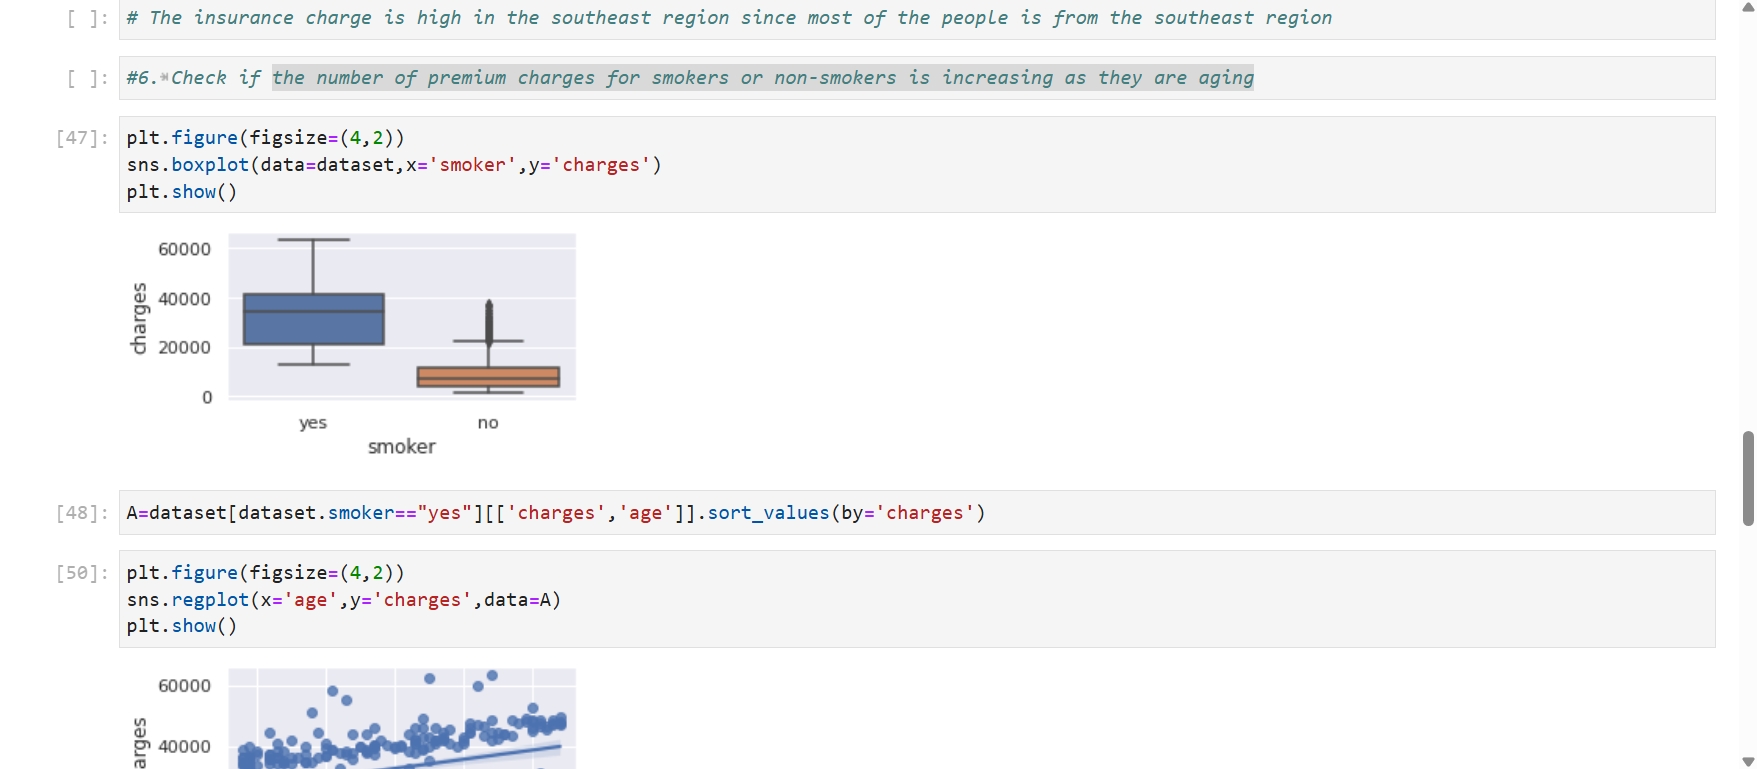 [ ]:
# The insurance charge is high in the southeast region since most of the people is from the southeast region
[ ]:
#6. Check if the number of premium charges for smokers or non-smokers is increasing as they are aging
[47]:
plt.figure(figsize=(4,2))
sns.boxplot(data=dataset,x='smoker',y='charges')
plt.show()
60000
40000
20000
0
charges
yes no
smoker
[48]:
A=dataset[dataset.smoker=="yes"][['charges','age']].sort_values(by='charges')
[50]:
plt.figure(figsize=(4,2))
sns.regplot(x='age',y='charges',data=A)
plt.show()
60000
40000